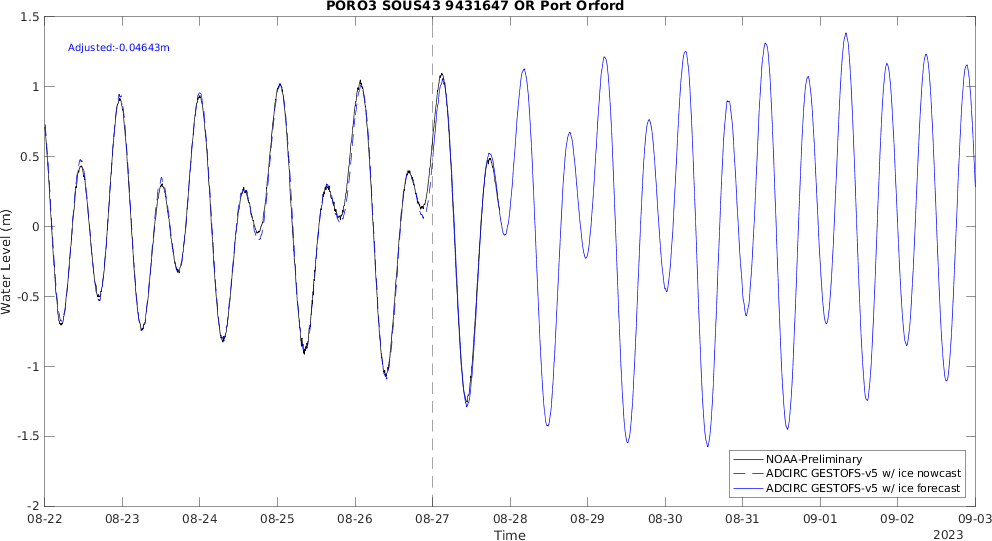 PORO3 SOUS43 9431647 OR Port Orford
Adjusted:-0.04643m
Water Level (m)
1.5
1
0.5
0
-0.5
-1
-1.5
-2
NOAA-Preliminary
ADCIRC GESTOFS-v5 w/ ice nowcast
ADCIRC GESTOFS-v5 w/ ice forecast
08-22 08-23 08-24 08-25 08-26 08-27 08-28 08-29 08-30 08-31 09-01 09-02 09-03
Time
2023